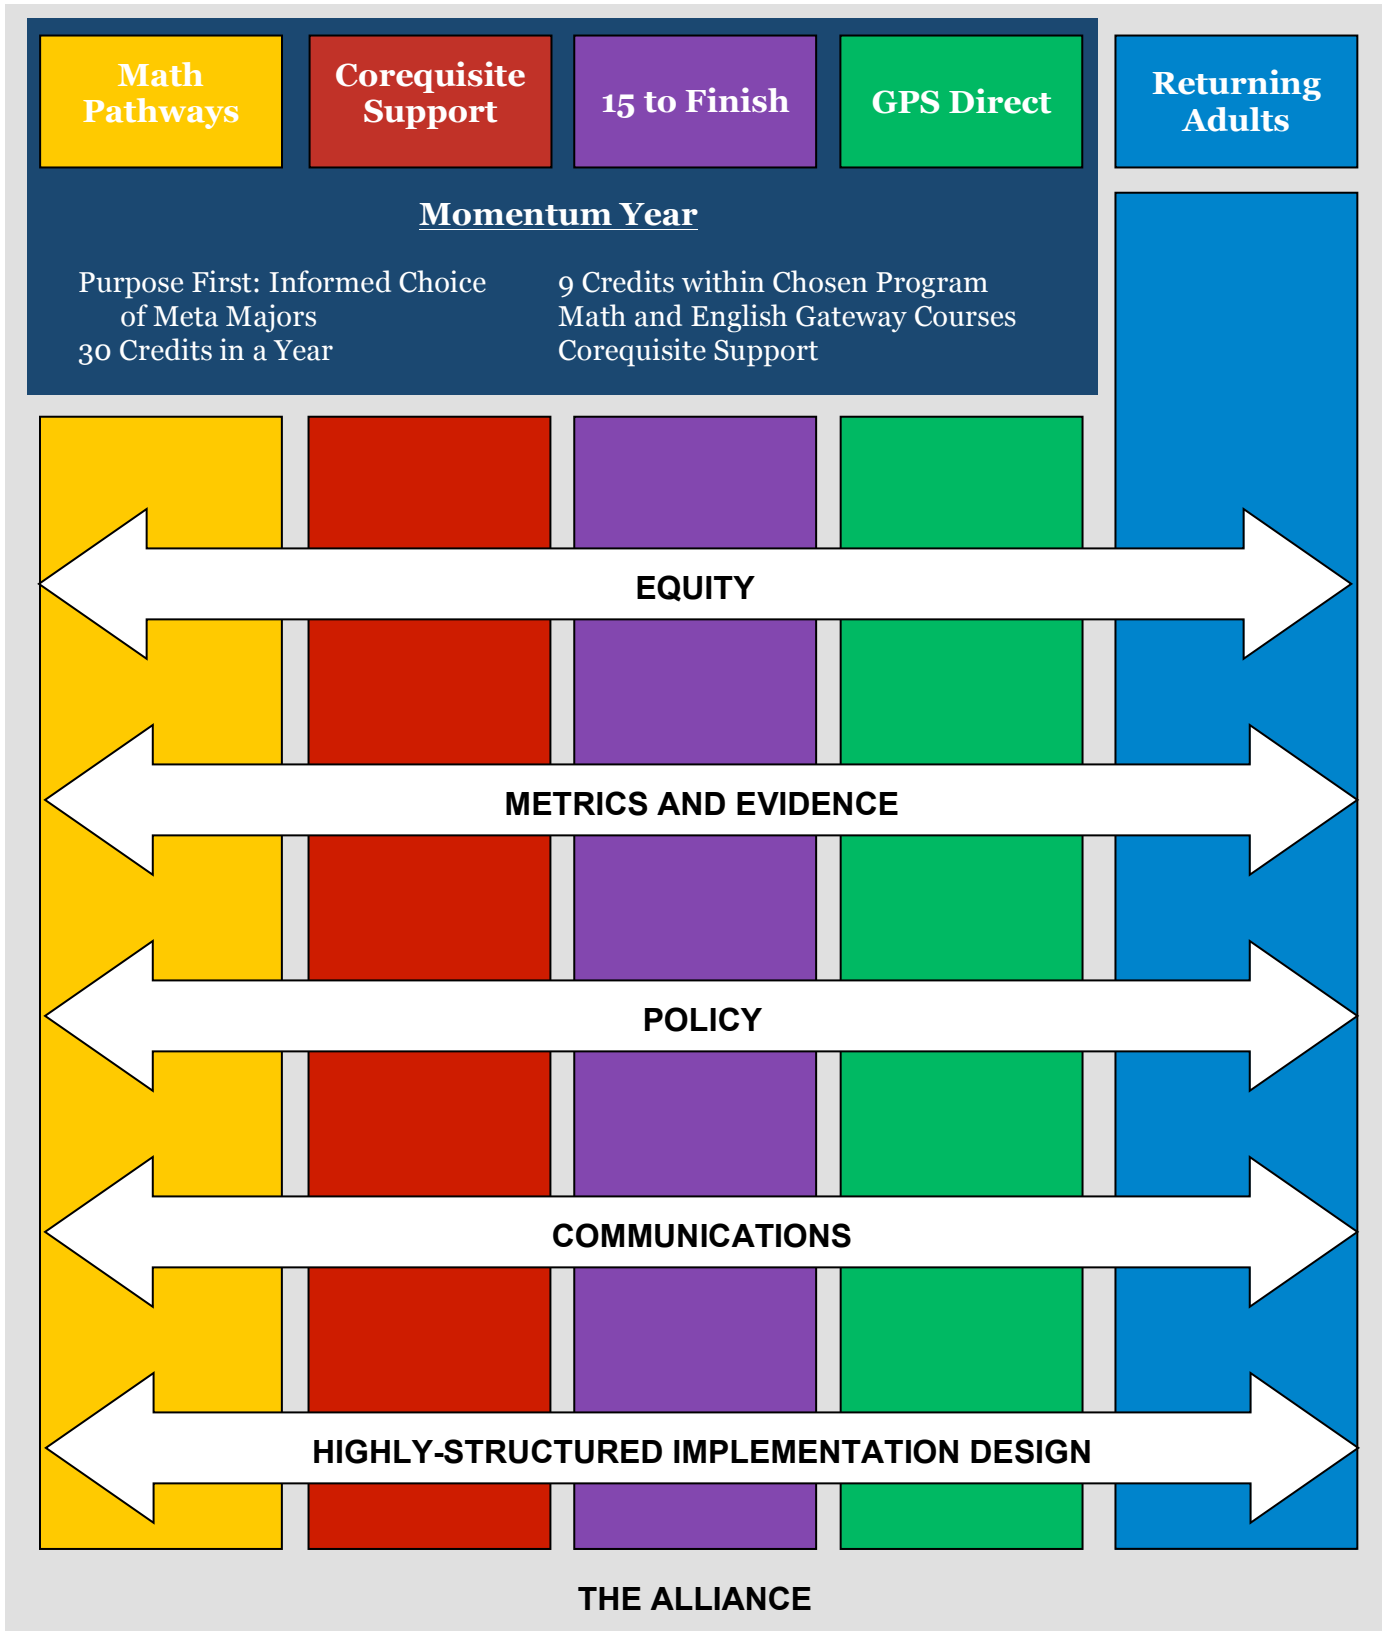 Math
Pathways
Corequisite
Support
15 to Finish
GPS Direct
Returning
Adults
Momentum Year
Purpose First: Informed Choice
of Meta Majors
30 Credits in a Year
9 Credits within Chosen Program
Math and English Gateway Courses
Corequisite Support
EQUITY
METRICS AND EVIDENCE
POLICY
COMMUNICATIONS
HIGHLY-STRUCTURED IMPLEMENTATION DESIGN
THE ALLIANCE